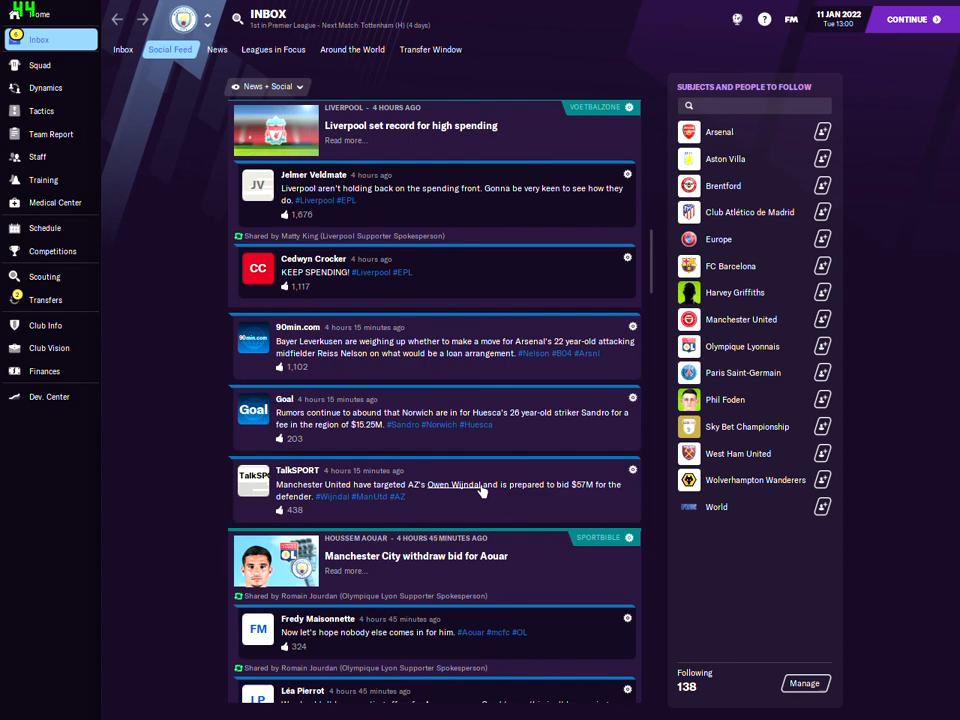 44
Home
INBOX
1st in Premier League - Next Match: Tottenham (H) (4 days)
FM
11 JAN 2022
Tue 13:00
CONTINUE
6
Inbox
Inbox
Social Feed
News
Leagues in Focus
Around the World
Transfer Window
Squad
Dynamics
Tactics
Team Report
Staff
Training
Medical Center
Schedule
Competitions
Scouting
2
Transfers
Club Info
Club Vision
Finances
Dev. Center
News + Social
LIVERPOOL - 4 HOURS AGO
VOETBALZONE
Liverpool set record for high spending
Read more...
JV
Jelmer Veldmate 4 hours ago
Liverpool aren't holding back on the spending front. Gonna be very keen to see how they
do. #Liverpool #EPL
1,676
Shared by Matty King (Liverpool Supporter Spokesperson)
CC
Cedwyn Crocker 4 hours ago
KEEP SPENDING! #Liverpool #EPL
1,117
90min.com
90min.com 4 hours 15 minutes ago
Bayer Leverkusen are weighing up whether to make a move for Arsenal's 22 year-old attacking
midfielder Reiss Nelson on what would be a loan arrangement. #Nelson #B04 #Arsnl
1,102
Goal
Goal 4 hours 15 minutes ago
Rumors continue to abound that Norwich are in for Huesca's 26 year-old striker Sandro for a
fee in the region of $15.25M. #Sandro #Norwich #Huesca
203
TalkSPO
TalkSPORT 4 hours 15 minutes ago
Manchester United have targeted AZ's Owen Wijndal and is prepared to bid $57M for the
defender. #Wijndal #ManUtd #AZ
438
HOUSSEM AOUAR - 4 HOURS 45 MINUTES AGO
SPORTBIBLE
Manchester City withdraw bid for Aouar
Read more...
Shared by Romain Jourdan (Olympique Lyon Supporter Spokesperson)
FM
Fredy Maisonnette 4 hours 45 minutes ago
Now let's hope nobody else comes in for him. #Aouar #mcfc #OL
324
Shared by Romain Jourdan (Olympique Lyon Supporter Spokesperson)
LP
Léa Pierrot 4 hours 45 minutes ago
SUBJECTS AND PEOPLE TO FOLLOW
Arsenal
Aston Villa
Brentford
Club Atlético de Madrid
Europe
FC Barcelona
Harvey Griffiths
Manchester United
Olympique Lyonnais
Paris Saint-Germain
Phil Foden
Sky Bet Championship
West Ham United
Wolverhampton Wanderers
World
Following
138
Manage